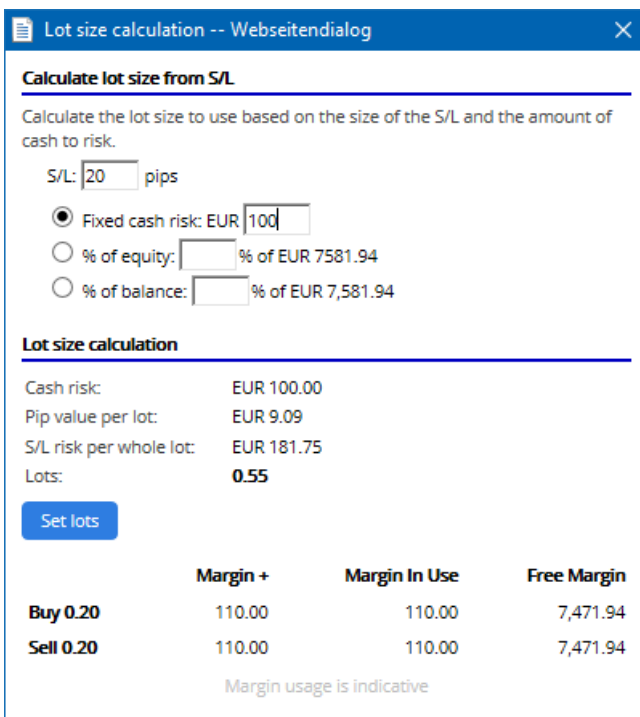 Lot size calculation -- Webseitendialog
Calculate lot size from S/L
Calculate the lot size to use based on the size of the S/L and the amount of
cash to risk.
S/L: 20 pips
Fixed cash risk: EUR 100
% of equity: % of EUR 7581.94
% of balance: % of EUR 7,581.94
Lot size calculation
Cash risk: EUR 100.00
Pip value per lot: EUR 9.09
S/L risk per whole lot: EUR 181.75
Lots: 0.55
Set lots
Margin + Margin In Use Free Margin
Buy 0.20 110.00 110.00 7,471.94
Sell 0.20 110.00 110.00 7,471.94
Margin usage is indicative